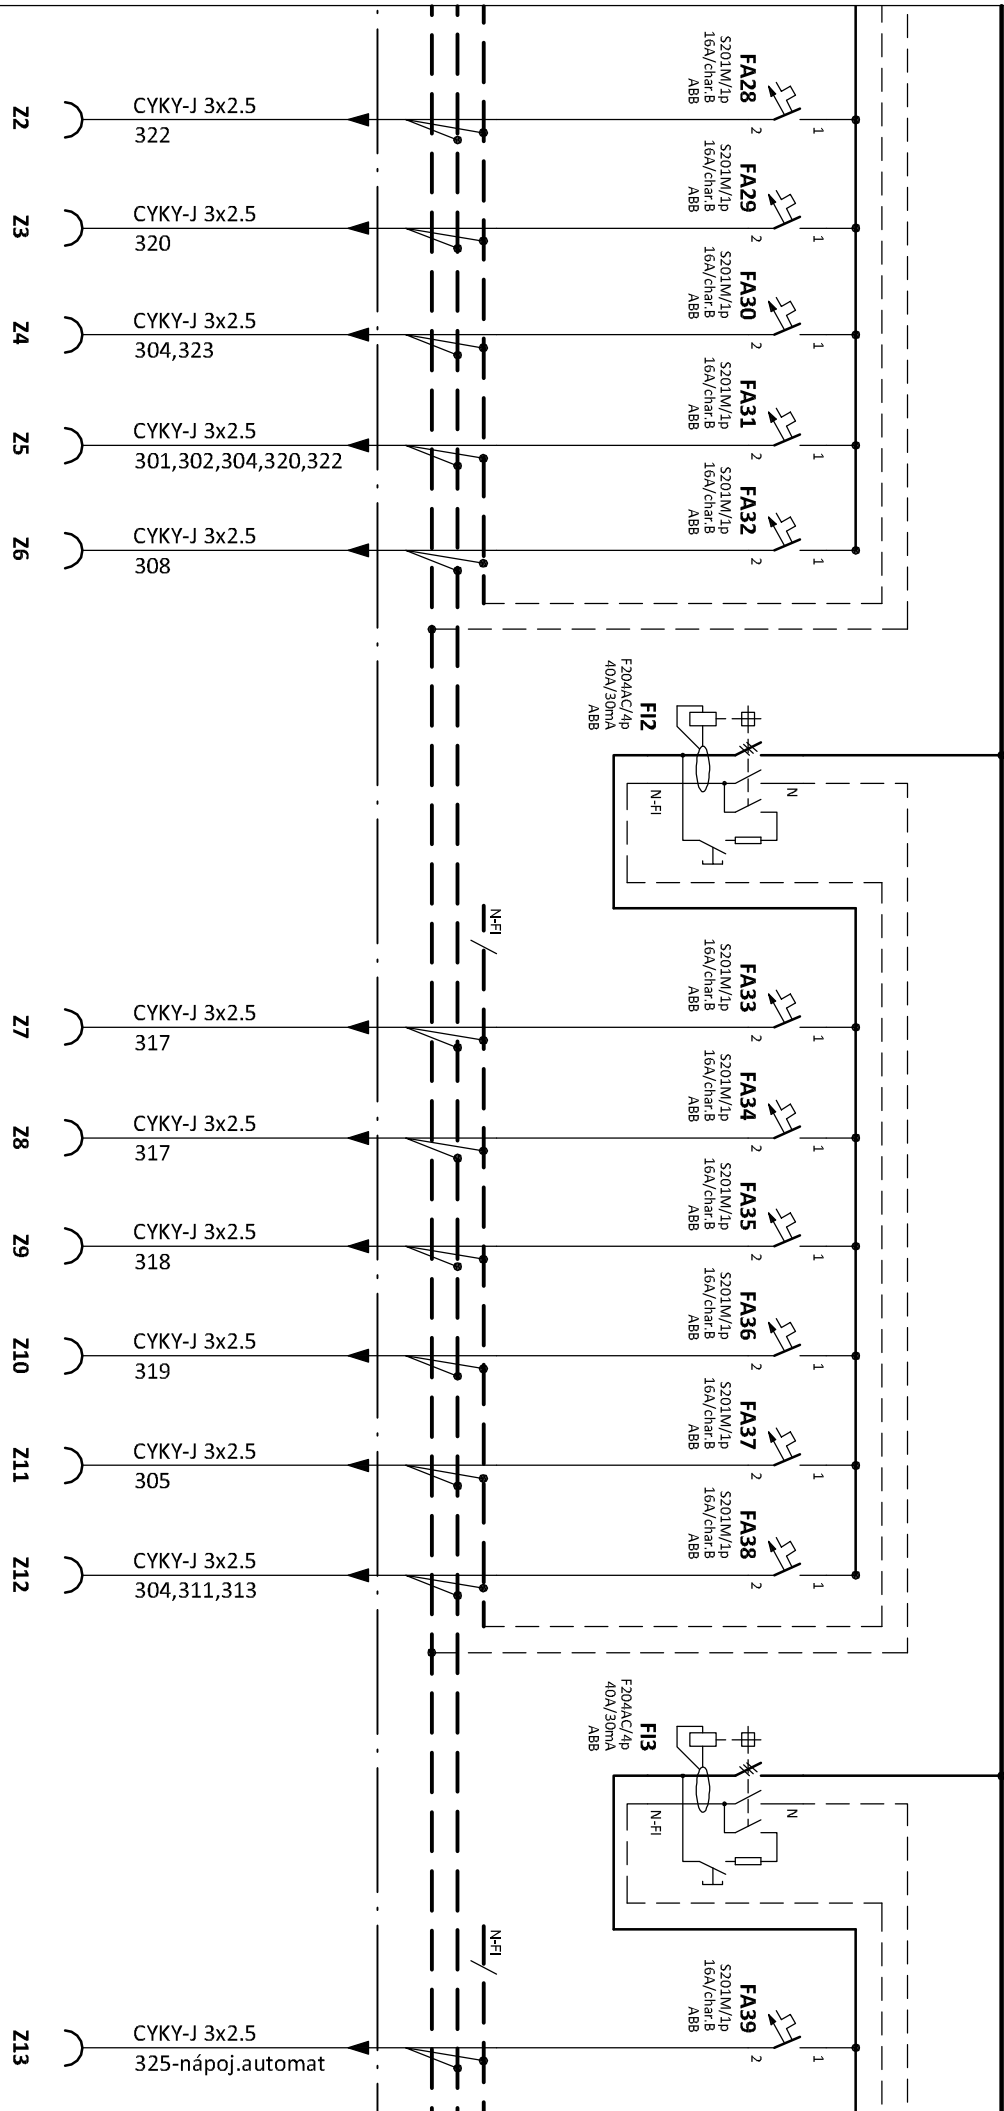 FA28
S201M/1p
16A/char.B
ABB
1
2
CYKY-J 3x2.5
322
Z2
FA29
S201M/1p
16A/char.B
ABB
1
2
CYKY-J 3x2.5
320
Z3
FA30
S201M/1p
16A/char.B
ABB
1
2
CYKY-J 3x2.5
304,323
Z4
FA31
S201M/1p
16A/char.B
ABB
1
2
CYKY-J 3x2.5
301,302,304,320,322
Z5
FA32
S201M/1p
16A/char.B
ABB
1
2
CYKY-J 3x2.5
308
Z6
FI2
F204AC/4p
40A/30mA
ABB
N
N-FI
N-FI
FA33
S201M/1p
16A/char.B
ABB
1
2
CYKY-J 3x2.5
317
Z7
FA34
S201M/1p
16A/char.B
ABB
1
2
CYKY-J 3x2.5
317
Z8
FA35
S201M/1p
16A/char.B
ABB
1
2
CYKY-J 3x2.5
318
Z9
FA36
S201M/1p
16A/char.B
ABB
1
2
CYKY-J 3x2.5
319
Z10
FA37
S201M/1p
16A/char.B
ABB
1
2
CYKY-J 3x2.5
305
Z11
FA38
S201M/1p
16A/char.B
ABB
1
2
CYKY-J 3x2.5
304,311,313
Z12
FI3
F204AC/4p
40A/30mA
ABB
N
N-FI
N-FI
FA39
S201M/1p
16A/char.B
ABB
1
2
CYKY-J 3x2.5
325-nápoj.automat
Z13